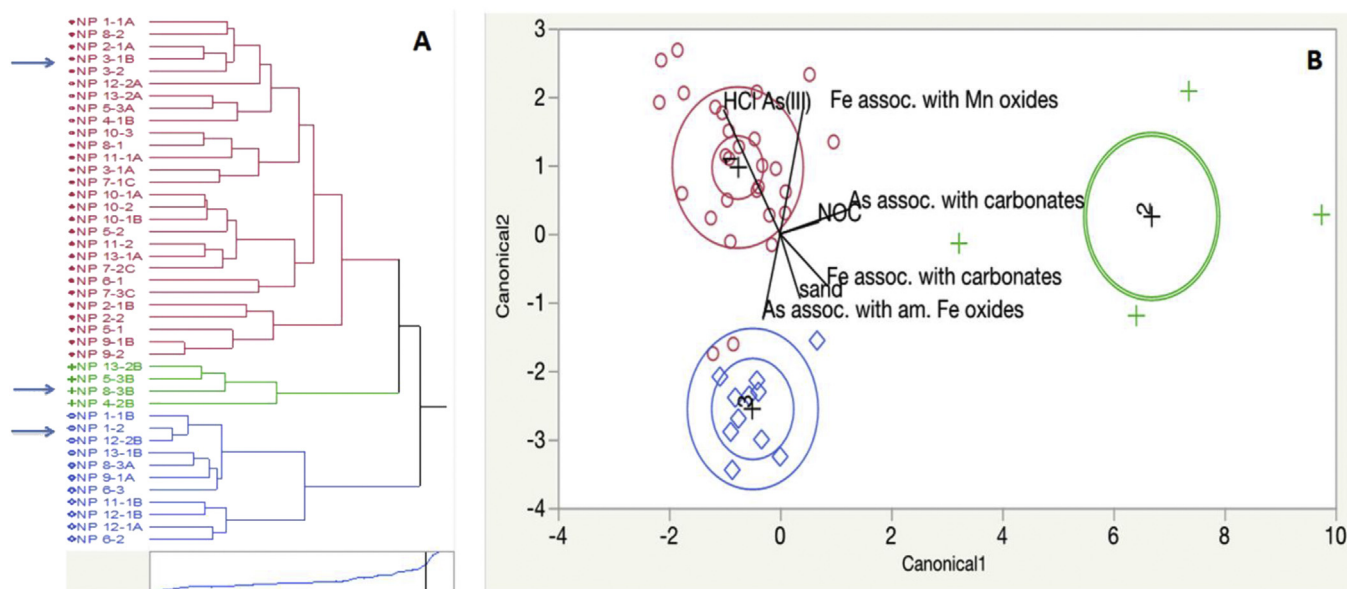 A
NP 1-1A
NP 8-2
NP 2-1A
NP 3-1B
NP 3-2
NP 12-2A
NP 13-2A
NP 5-3A
NP 4-1B
NP 10-3
NP 8-1
NP 11-1A
NP 3-1A
NP 7-1C
NP 10-1A
NP 10-2
NP 10-1B
NP 5-2
NP 11-2
NP 13-1A
NP 7-2C
NP 6-1
NP 7-3C
NP 2-1B
NP 2-2
NP 5-1
NP 9-1B
NP 9-2
NP 13-2B
NP 5-3B
NP 8-3B
NP 4-2B
NP 1-1B
NP 1-2
NP 12-2B
NP 13-1B
NP 8-3A
NP 9-1A
NP 6-3
NP 11-1B
NP 12-1B
NP 12-1A
NP 6-2
B
Canonical2
3
2
1
0
-1
-2
-3
-4
HCl As(III)
Fe assoc. with Mn oxides
1
As assoc. with carbonates
NOC
2
Fe assoc. with carbonates
sand
As assoc. with am. Fe oxides
3
-4
-2
0
2
4
6
8
10
Canonical1